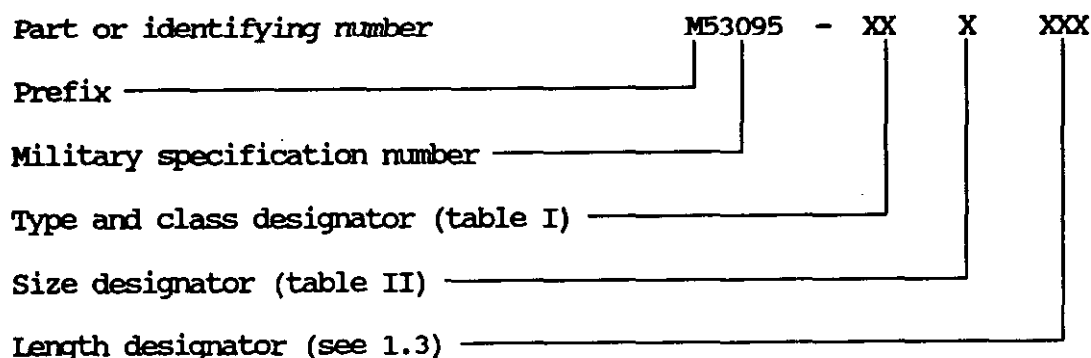 Part or identifying number M53095 - XX X XXX
Prefix
Military specification number
Type and class designator (table I)
Size designator (table II)
Length designator (see 1.3)